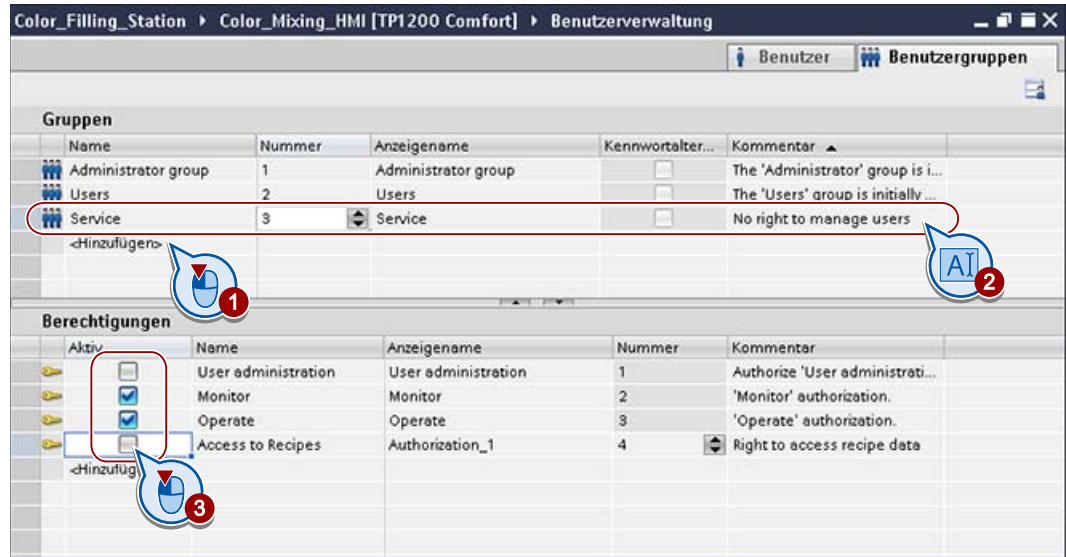 Color_Filling_Station ▸ Color_Mixing_HMI [TP1200 Comfort] ▸ Benutzerverwaltung
Benutzer Benutzergruppen
Gruppen
Name Nummer Anzeigename Kennwortalter... Kommentar
Administrator group 1 Administrator group The 'Administrator' group is i...
Users 2 Users The 'Users' group is initially ...
Service 3 Service No right to manage users
<Hinzufügen>
AI
2
1
Berechtigungen
Aktiv Name Anzeigename Nummer Kommentar
User administration User administration 1 Authorize 'User administrati...
Monitor Monitor 2 'Monitor' authorization.
Operate Operate 3 'Operate' authorization.
Access to Recipes Authorization_1 4 Right to access recipe data
<Hinzufüg
3